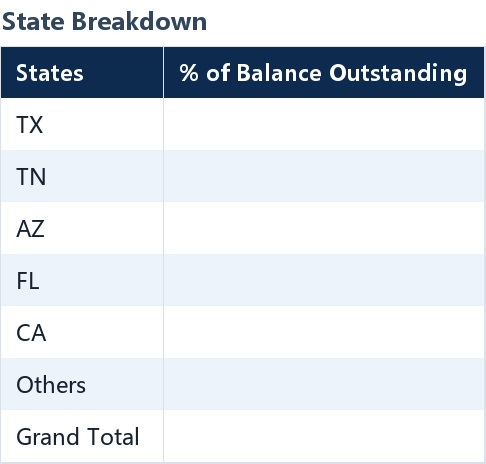 State Breakdown
States % of Balance Outstanding
TX
TN
AZ
FL
CA
Others
Grand Total